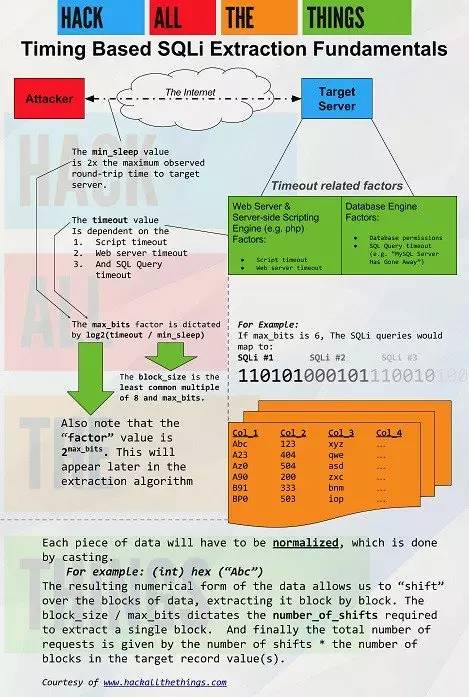 HACK ALL THE THINGS
Timing Based SQLi Extraction Fundamentals
Attacker
The Internet
Target
Server
The min_sleep value
is 2x the maximum observed
round-trip time to target
server.
Timeout related factors
The timeout value
Is dependent on the
1. Script timeout
2. Web server timeout
3. And SQL Query
timeout
Web Server &
Server-side Scripting
Engine (e.g. php)
Factors:
● Script timeout
● Web server timeout
Database Engine
Factors:
● Database permissions
● SQL Query timeout
(e.g. "MySQL Server
Has Gone Away")
The max_bits factor is dictated
by log2(timeout / min_sleep)
The block_size is the
least common multiple
of 8 and max_bits.
Also note that the
“factor” value is
2^max_bits. This will
appear later in the
extraction algorithm
For Example:
If max_bits is 6, The SQLi queries would
map to:
SQLi #1 SQLi #2 SQLi #3
110101000101110010100
Col_1 Col_2 Col_3 Col_4
Abc 123 xyz ...
A23 404 qwe ...
Az0 504 asd ...
A90 200 zxc ...
B91 333 bnm ...
BP0 503 iop ...
Each piece of data will have to be normalized, which is done
by casting.
For example: (int) hex (“Abc”)
The resulting numerical form of the data allows us to “shift”
over the blocks of data, extracting it block by block. The
block_size / max_bits dictates the number_of_shifts required
to extract a single block. And finally the total number of
requests is given by the number of shifts * the number of
blocks in the target record value(s).
Courtesy of www.hackallthethings.com
HACK
ALL
THE
THINGS